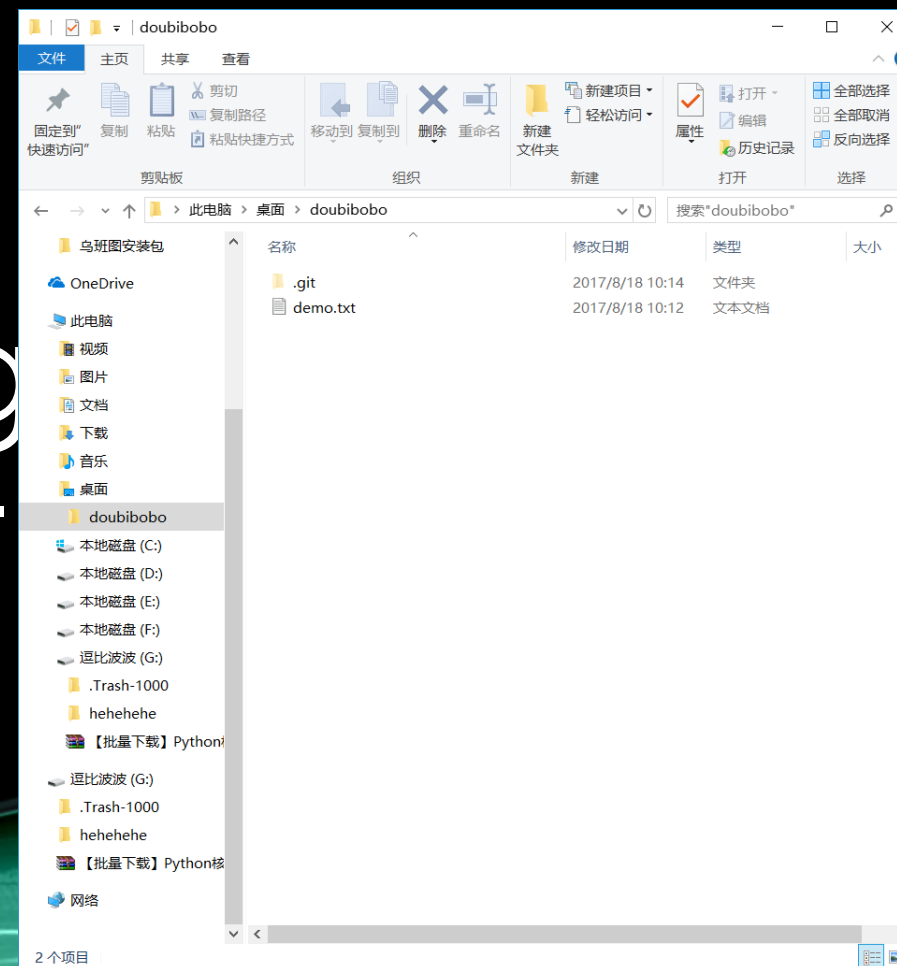 doubibobo
文件 主页 共享 查看
固定到"快速访问"
复制
粘贴
剪切
复制路径
粘贴快捷方式
移动到 复制到
删除 重命名
新建文件夹
新建项目
轻松访问
属性
打开
编辑
历史记录
全部选择
全部取消
反向选择
剪贴板 组织 新建 打开 选择
此电脑 > 桌面 > doubibobo
搜索"doubibobo"
名称 修改日期 类型 大小
.git 2017/8/18 10:14 文件夹
demo.txt 2017/8/18 10:12 文本文档
乌班图安装包
OneDrive
此电脑
视频
图片
文档
下载
音乐
桌面
doubibobo
本地磁盘 (C:)
本地磁盘 (D:)
本地磁盘 (E:)
本地磁盘 (F:)
逗比波波 (G:)
.Trash-1000
hehehehe
【批量下载】Python
逗比波波 (G:)
.Trash-1000
hehehehe
【批量下载】Python核
网络
2 个项目